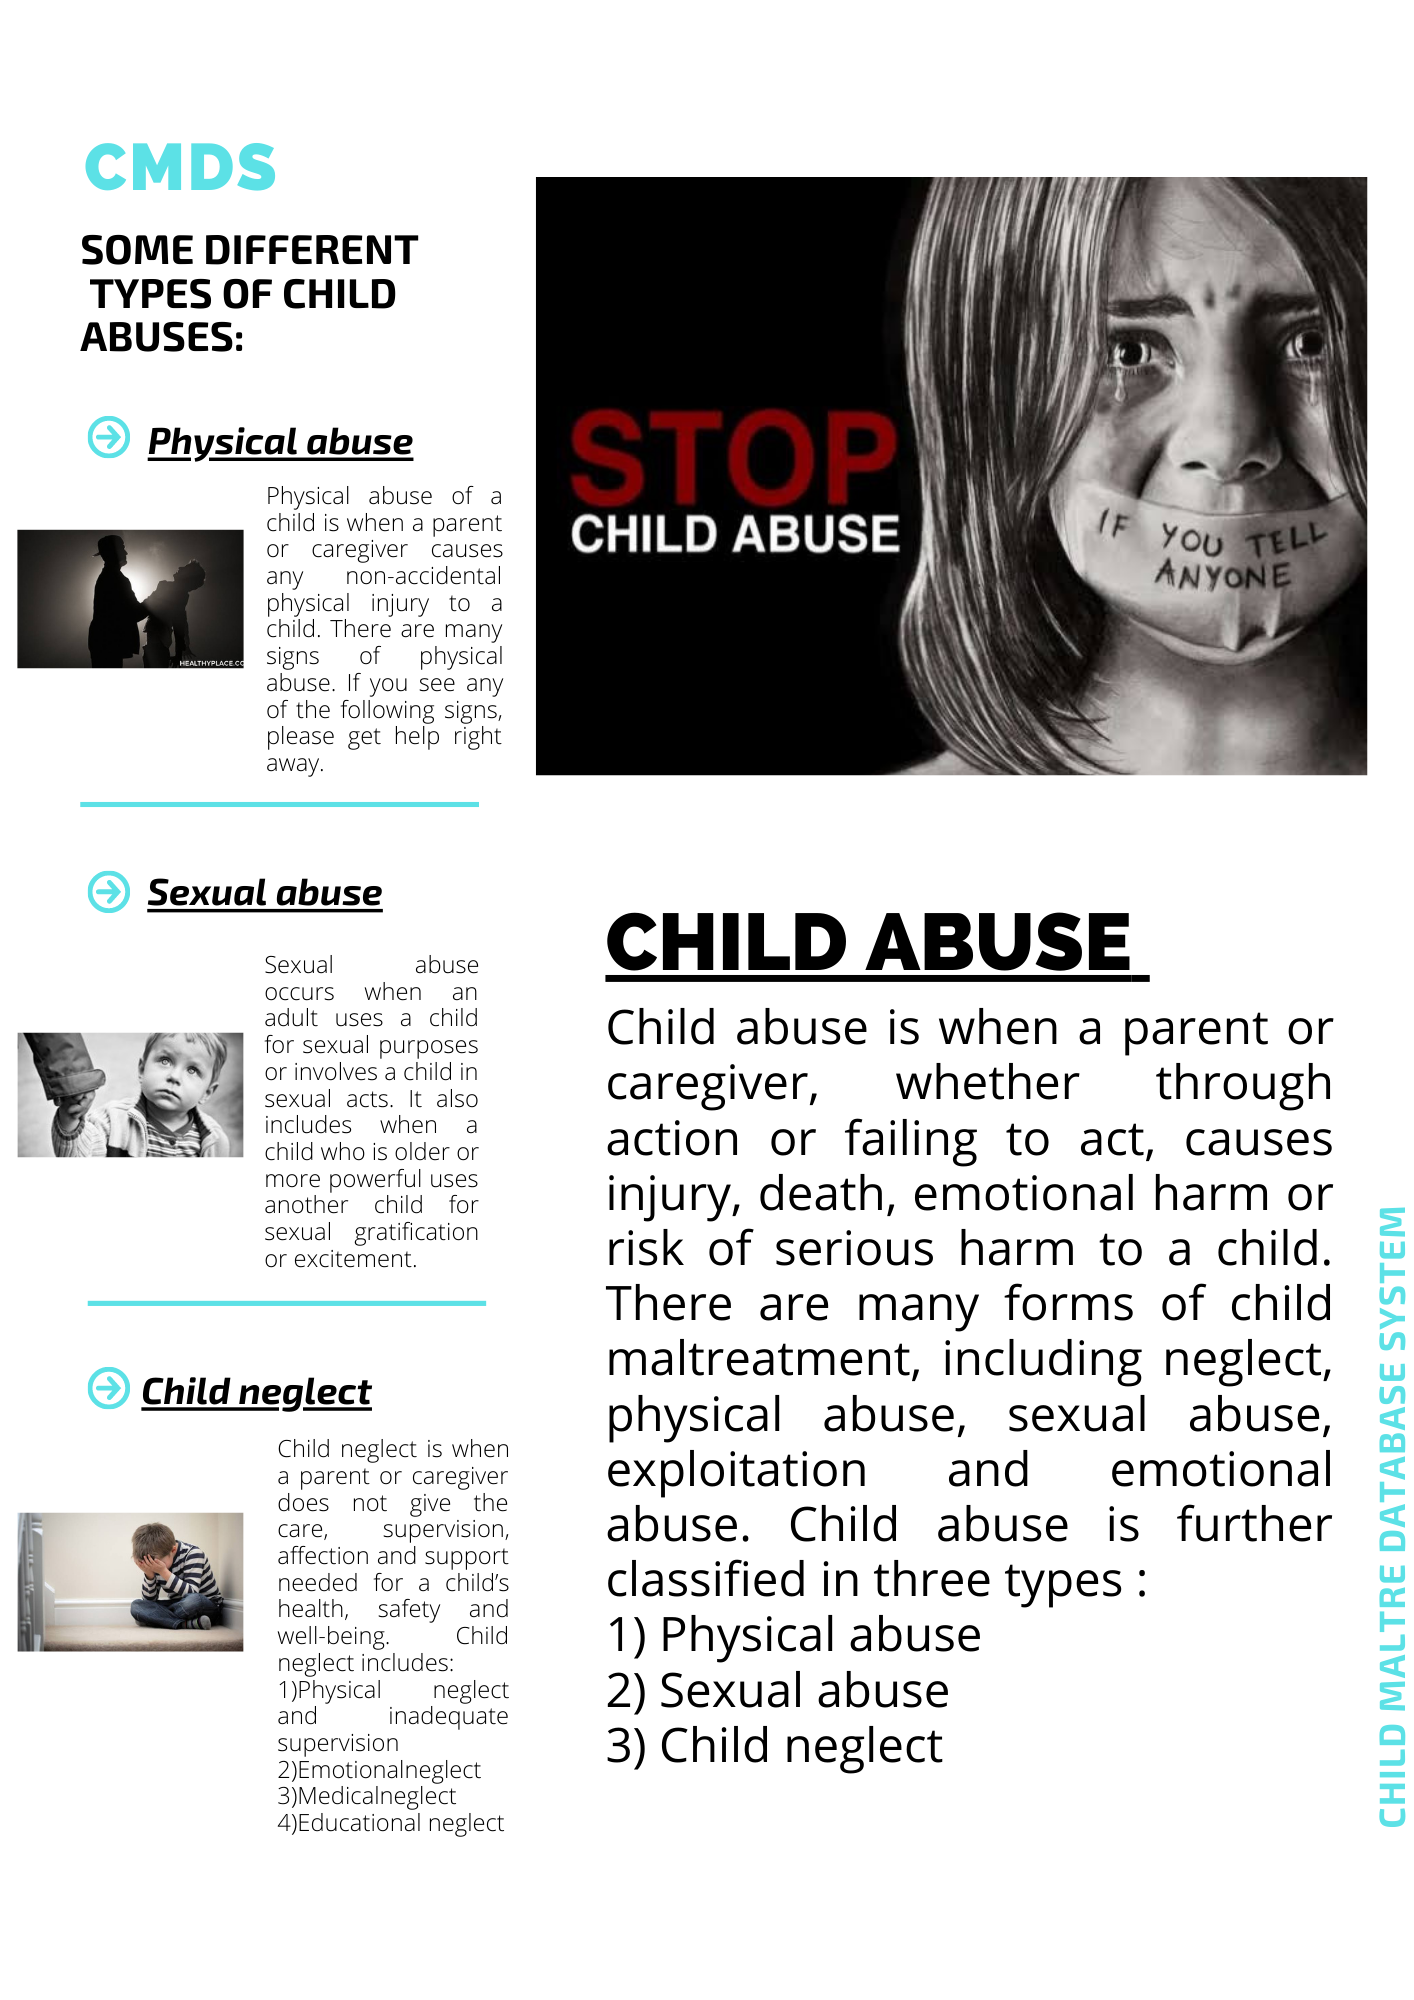 CMDS
SOME DIFFERENT
TYPES OF CHILD
ABUSES:
Physical abuse
Physical abuse of a
child is when a parent
or caregiver causes
any non-accidental
physical injury to a
child. There are many
signs of physical
abuse. If you see any
of the following signs,
please get help right
away.
HEALTHYPLACE.CO
Sexual abuse
Sexual abuse
occurs when an
adult uses a child
for sexual purposes
or involves a child in
sexual acts. It also
includes when a
child who is older or
more powerful uses
another child for
sexual gratification
or excitement.
Child neglect
Child neglect is when
a parent or caregiver
does not give the
care, supervision,
affection and support
needed for a child’s
health, safety and
well-being. Child
neglect includes:
1)Physical neglect
and inadequate
supervision
2)Emotionalneglect
3)Medicalneglect
4)Educational neglect
STOP
CHILD ABUSE
IF YOU TELL
ANYONE
CHILD ABUSE
Child abuse is when a parent or
caregiver, whether through
action or failing to act, causes
injury, death, emotional harm or
risk of serious harm to a child.
There are many forms of child
maltreatment, including neglect,
physical abuse, sexual abuse,
exploitation and emotional
abuse. Child abuse is further
classified in three types :
1) Physical abuse
2) Sexual abuse
3) Child neglect
CHILD MALTRE DATABASE SYSTEM